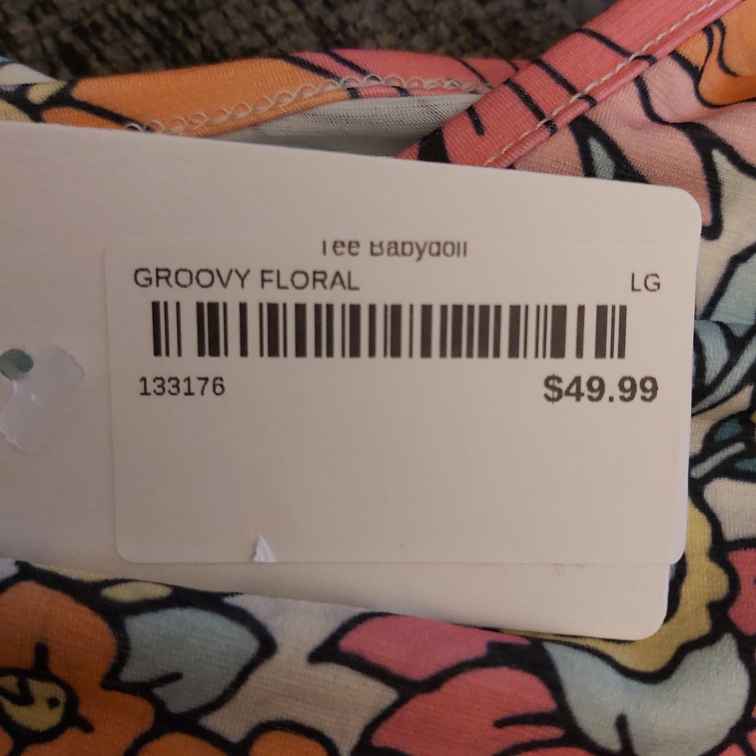 Tee Babydoll
GROOVY FLORAL LG
133176 $49.99